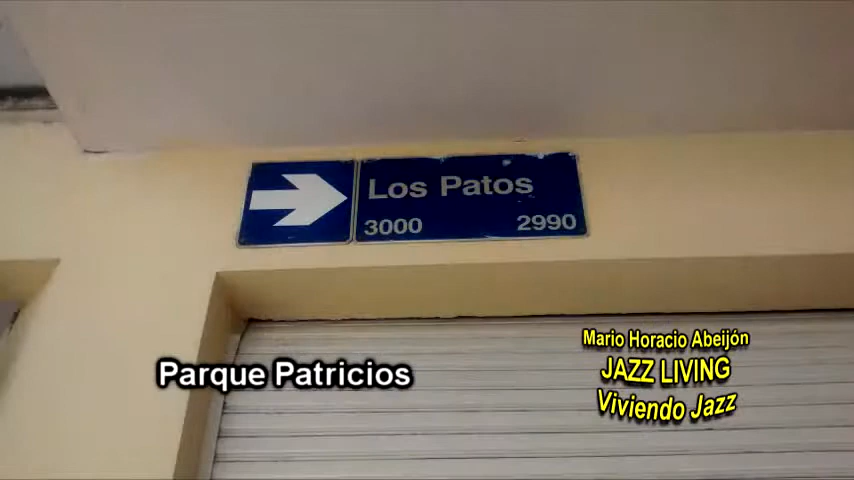 Los Patos
3000 2990
Parque Patricios
Mario Horacio Abeijón
JAZZ LIVING
Viviendo Jazz